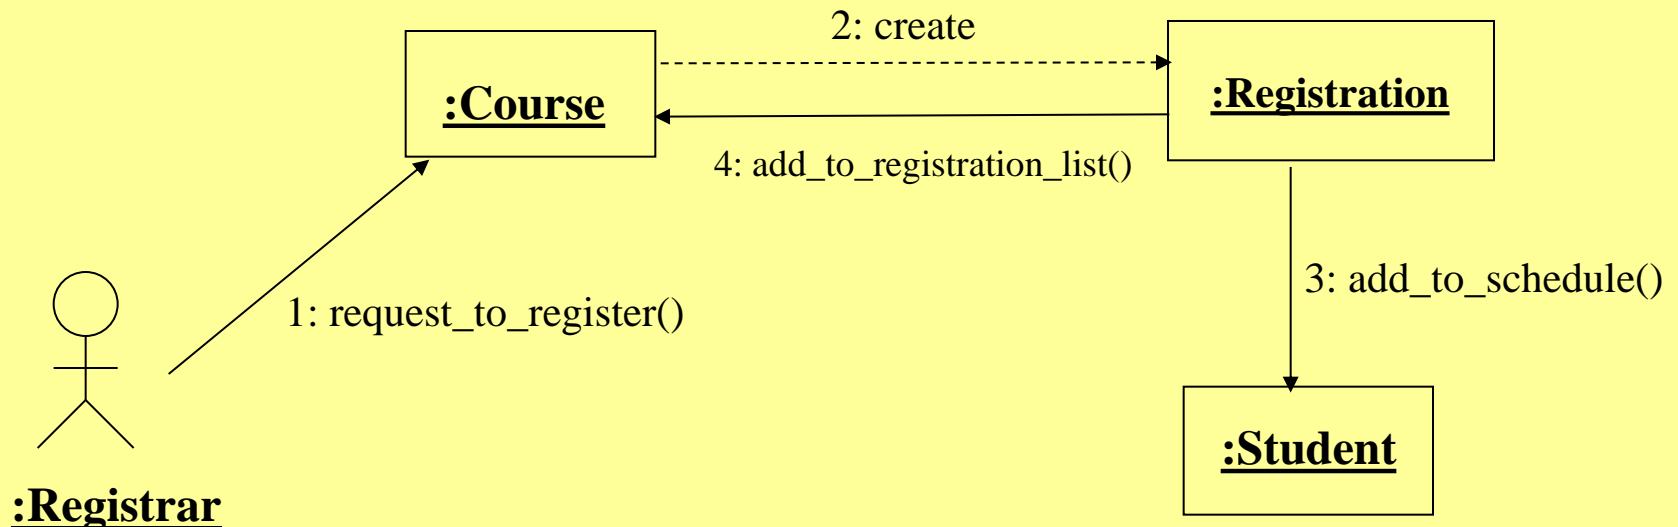 2: create
:Course
:Registration
4: add_to_registration_list()
3: add_to_schedule()
1: request_to_register()
:Student
:Registrar